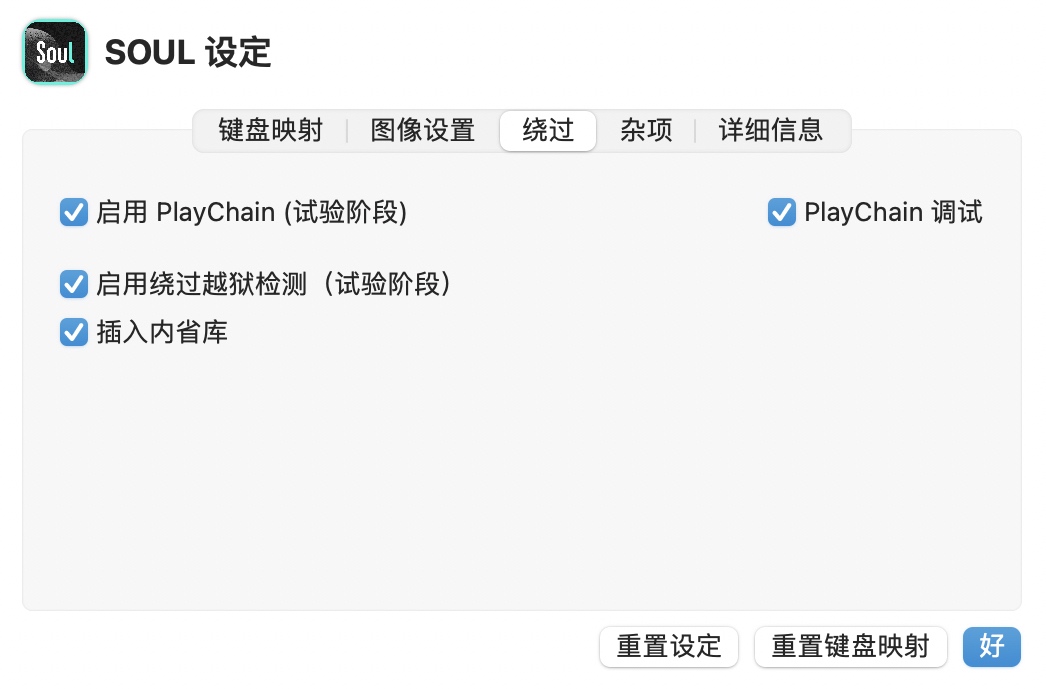 Soul
SOUL 设定
键盘映射 图像设置 绕过 杂项 详细信息
启用 PlayChain (试验阶段) PlayChain 调试
启用绕过越狱检测（试验阶段）
插入内省库
重置设定 重置键盘映射 好